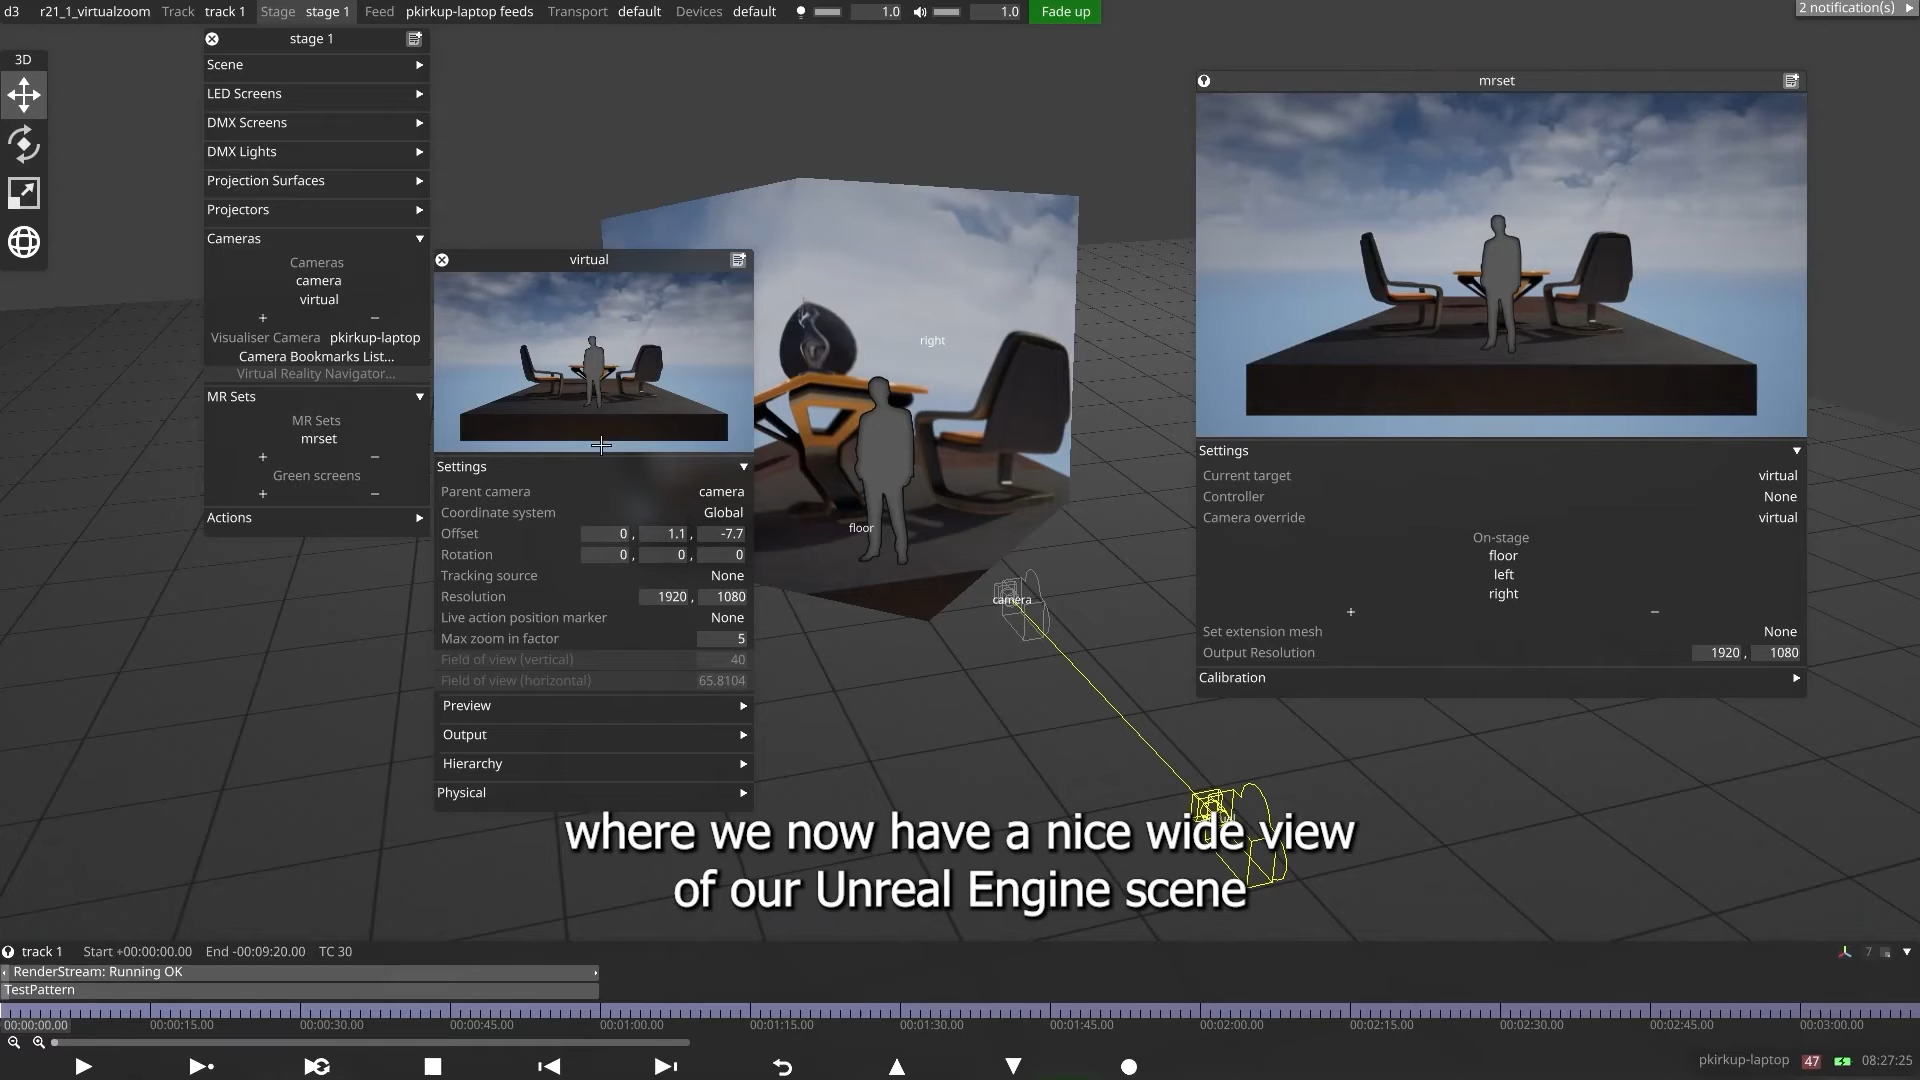 d3 r21_1_virtualzoom Track track 1 Stage stage 1 Feed pkirkup-laptop feeds Transport default Devices default 1.0 1.0 Fade up 2 notification(s)
3D
stage 1
Scene
LED Screens
DMX Screens
DMX Lights
Projection Surfaces
Projectors
Cameras
Cameras
camera
virtual
+ −
Visualiser Camera pkirkup-laptop
Camera Bookmarks List...
Virtual Reality Navigator...
MR Sets
MR Sets
mrset
+ −
Green screens
+ −
Actions
virtual
Settings
Parent camera camera
Coordinate system Global
Offset 0 , 1.1 , -7.7
Rotation 0 , 0 , 0
Tracking source None
Resolution 1920 , 1080
Live action position marker None
Max zoom in factor 5
Field of view (vertical) 40
Field of view (horizontal) 65.8104
Preview
Output
Hierarchy
Physical
right
floor
camera
mrset
Settings
Current target virtual
Controller None
Camera override virtual
On-stage
floor
left
right
+ −
Set extension mesh None
Output Resolution 1920 , 1080
Calibration
where we now have a nice wide view
of our Unreal Engine scene
track 1 Start +00:00:00.00 End -00:09:20.00 TC 30 7
RenderStream: Running OK
TestPattern
00:00:00.00 00:00:15.00 00:00:30.00 00:00:45.00 00:01:00.00 00:01:15.00 00:01:30.00 00:01:45.00 00:02:00.00 00:02:15.00 00:02:30.00 00:02:45.00 00:03:00.00
pkirkup-laptop 47 08:27:25